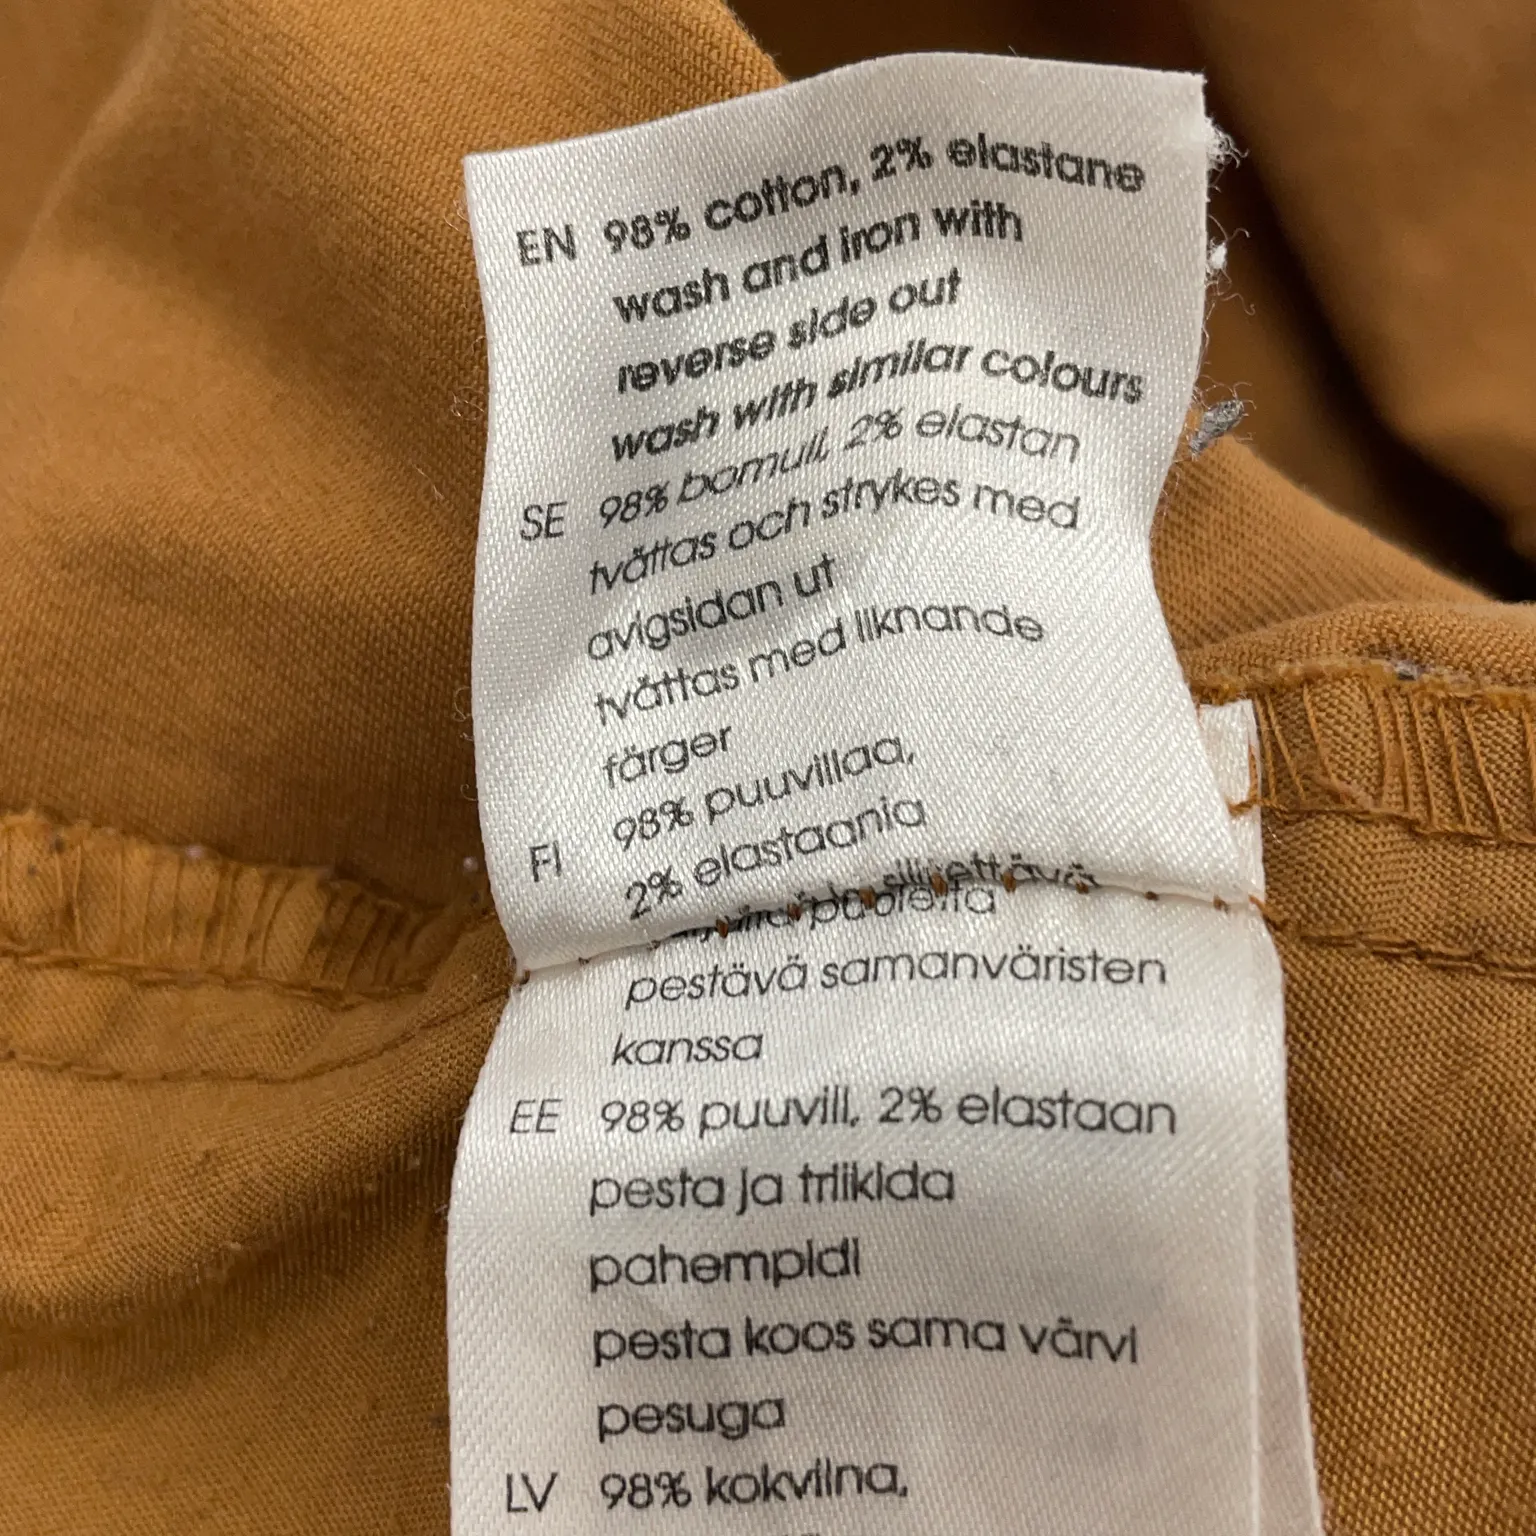 EN 98% cotton, 2% elastane
wash and iron with
reverse side out
wash with similar colours
SE 98% bomull, 2% elastan
tvättas och strykes med
avigsidan ut
tvättas med liknande
färger
FI 98% puuvillaa,
2% elastaania
pestävä samanväristen
kanssa
EE 98% puuvill, 2% elastaan
pesta ja triikida
pahempidi
pesta koos sama värvi
pesuga
LV 98% kokvilna,